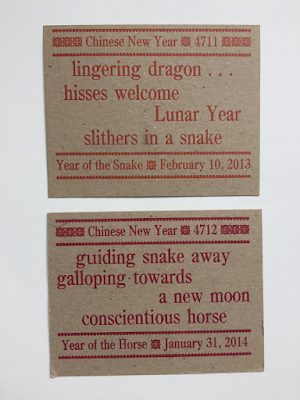 Chinese New Year 4711
lingering dragon . . .
hisses welcome
Lunar Year
slithers in a snake
Year of the Snake February 10, 2013
Chinese New Year 4712
guiding snake away
galloping towards
a new moon
conscientious horse
Year of the Horse January 31, 2014